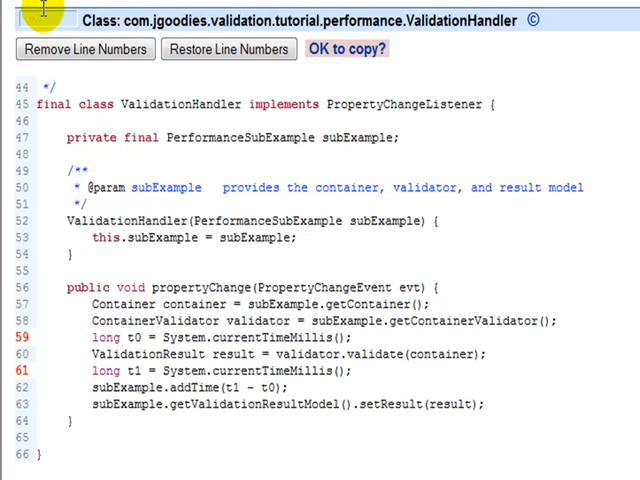 Class: com.jgoodies.validation.tutorial.performance.ValidationHandler ©
Remove Line Numbers Restore Line Numbers OK to copy?
44 */
45 final class ValidationHandler implements PropertyChangeListener {
46
47 private final PerformanceSubExample subExample;
48
49 /**
50 * @param subExample provides the container, validator, and result model
51 */
52 ValidationHandler(PerformanceSubExample subExample) {
53 this.subExample = subExample;
54 }
55
56 public void propertyChange(PropertyChangeEvent evt) {
57 Container container = subExample.getContainer();
58 ContainerValidator validator = subExample.getContainerValidator();
59 long t0 = System.currentTimeMillis();
60 ValidationResult result = validator.validate(container);
61 long t1 = System.currentTimeMillis();
62 subExample.addTime(t1 - t0);
63 subExample.getValidationResultModel().setResult(result);
64 }
65
66 }